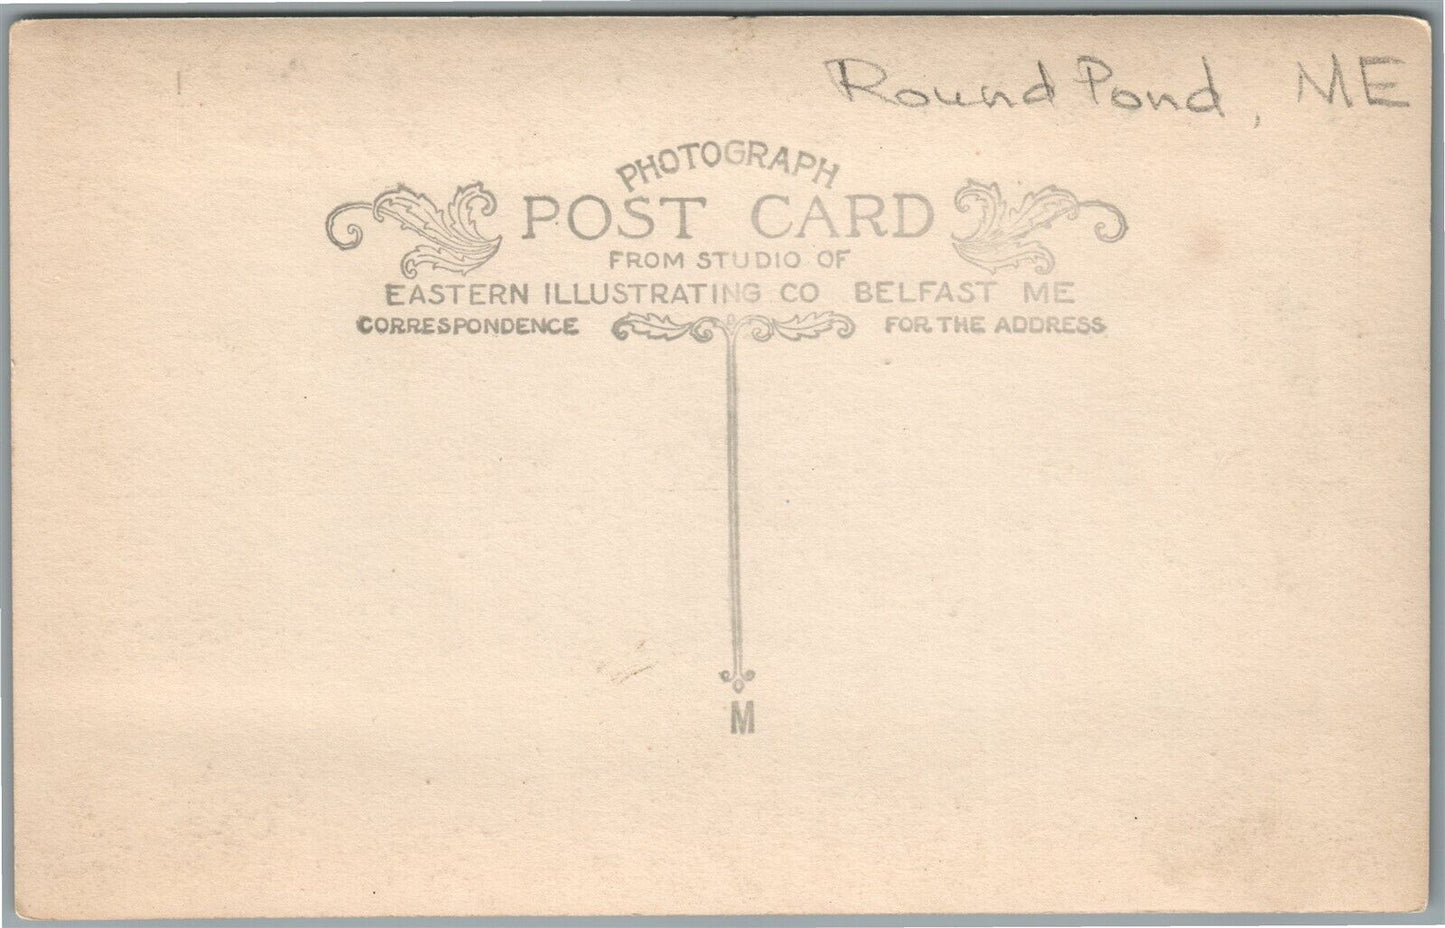 Round Pond, ME
PHOTOGRAPH
POST CARD
FROM STUDIO OF
EASTERN ILLUSTRATING CO BELFAST ME
CORRESPONDENCE FOR THE ADDRESS
M